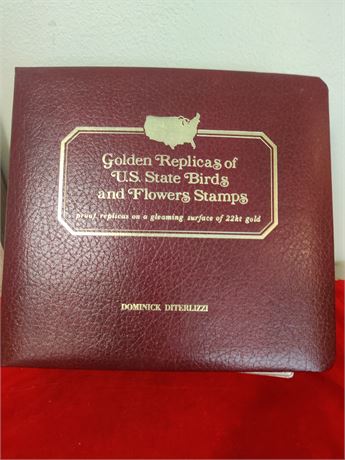 Golden Replicas of
U.S. State Birds
and Flowers Stamps
proof replicas on a gleaming surface of 22kt gold
DOMINICK DITERLIZZI